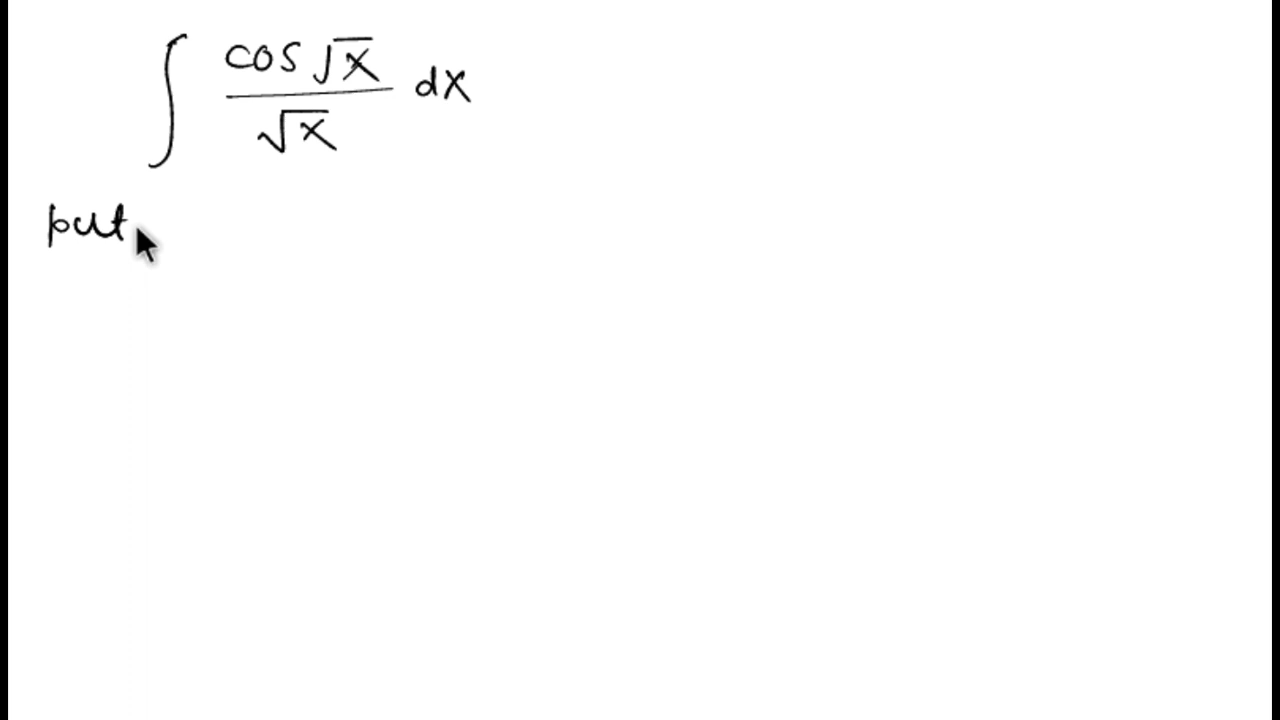 ∫ cos √x / √x dx
put